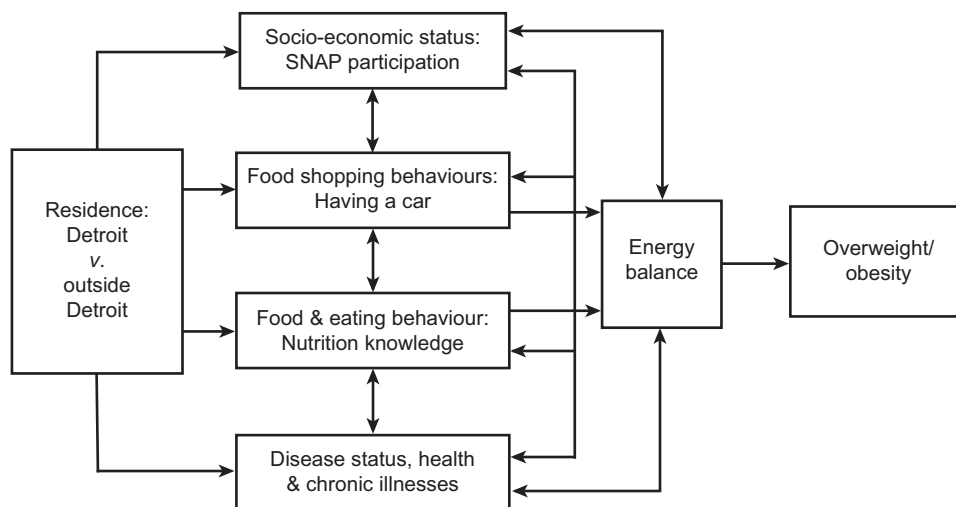 Socio-economic status:
SNAP participation
Food shopping behaviours:
Having a car
Residence:
Detroit
v.
outside
Detroit
Energy
balance
Overweight/
obesity
Food & eating behaviour:
Nutrition knowledge
Disease status, health
& chronic illnesses